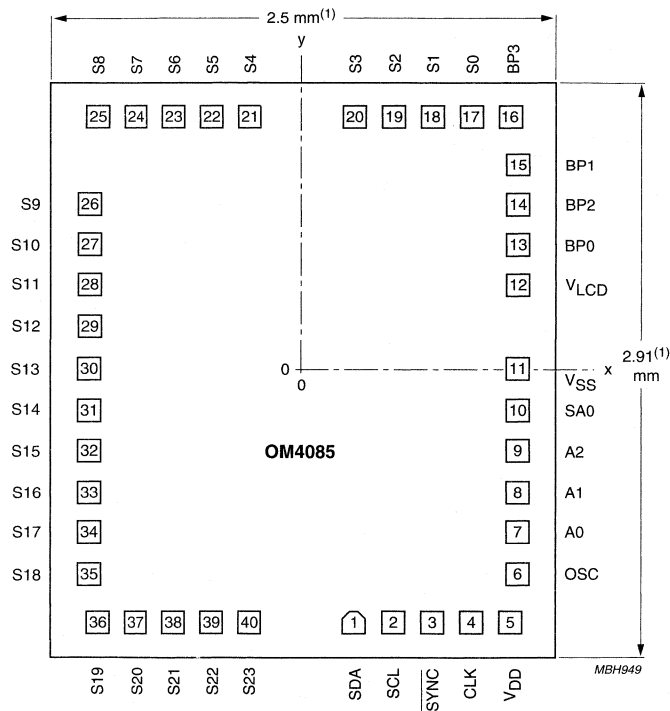 2.5 mm(1)
y
S8 S7 S6 S5 S4 S3 S2 S1 S0 BP3
25 24 23 22 21 20 19 18 17 16
15 BP1
S9 26 14 BP2
S10 27 13 BP0
S11 28 12 VLCD
S12 29
S13 30 0 11 x 2.91(1)
0 VSS mm
S14 31 10 SA0
S15 32 OM4085 9 A2
S16 33 8 A1
S17 34 7 A0
S18 35 6 OSC
36 37 38 39 40 1 2 3 4 5
MBH949
S19 S20 S21 S22 S23 SDA SCL SYNC CLK VDD